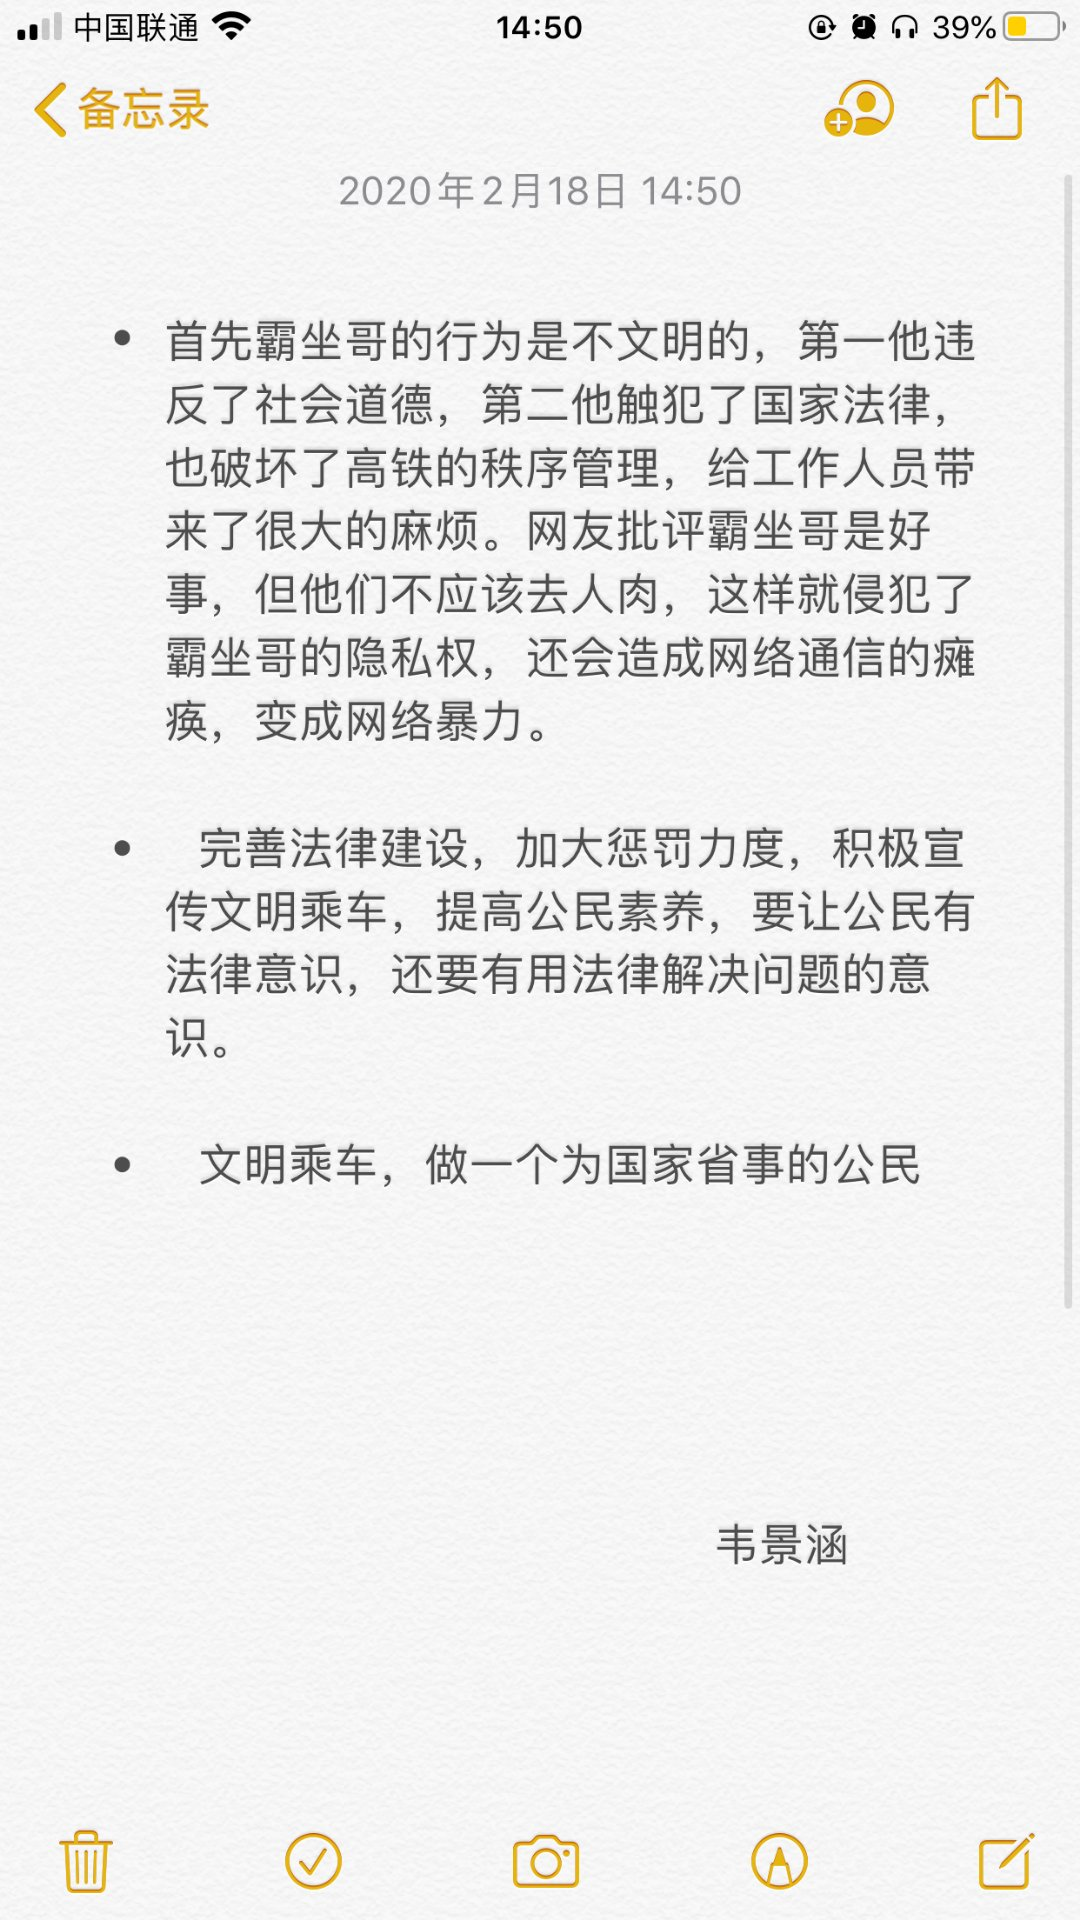 中国联通 14:50 39%
备忘录
2020年2月18日 14:50
• 首先霸坐哥的行为是不文明的，第一他违
反了社会道德，第二他触犯了国家法律，
也破坏了高铁的秩序管理，给工作人员带
来了很大的麻烦。网友批评霸坐哥是好
事，但他们不应该去人肉，这样就侵犯了
霸坐哥的隐私权，还会造成网络通信的瘫
痪，变成网络暴力。
• 完善法律建设，加大惩罚力度，积极宣
传文明乘车，提高公民素养，要让公民有
法律意识，还要有用法律解决问题的意
识。
• 文明乘车，做一个为国家省事的公民
韦景涵